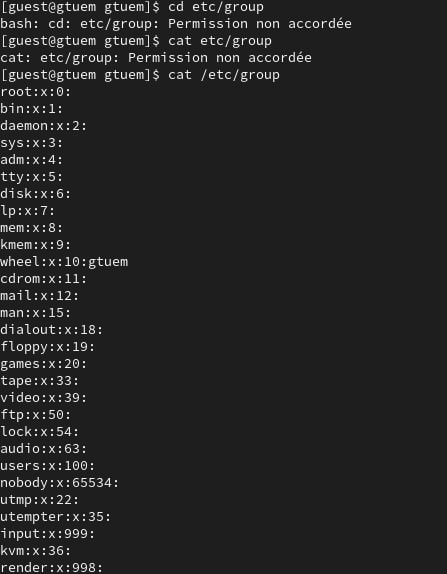 [guest@gtuem gtuem]$ cd etc/group
bash: cd: etc/group: Permission non accordée
[guest@gtuem gtuem]$ cat etc/group
cat: etc/group: Permission non accordée
[guest@gtuem gtuem]$ cat /etc/group
root:x:0:
bin:x:1:
daemon:x:2:
sys:x:3:
adm:x:4:
tty:x:5:
disk:x:6:
lp:x:7:
mem:x:8:
kmem:x:9:
wheel:x:10:gtuem
cdrom:x:11:
mail:x:12:
man:x:15:
dialout:x:18:
floppy:x:19:
games:x:20:
tape:x:33:
video:x:39:
ftp:x:50:
lock:x:54:
audio:x:63:
users:x:100:
nobody:x:65534:
utmp:x:22:
utempter:x:35:
input:x:999:
kvm:x:36:
render:x:998: